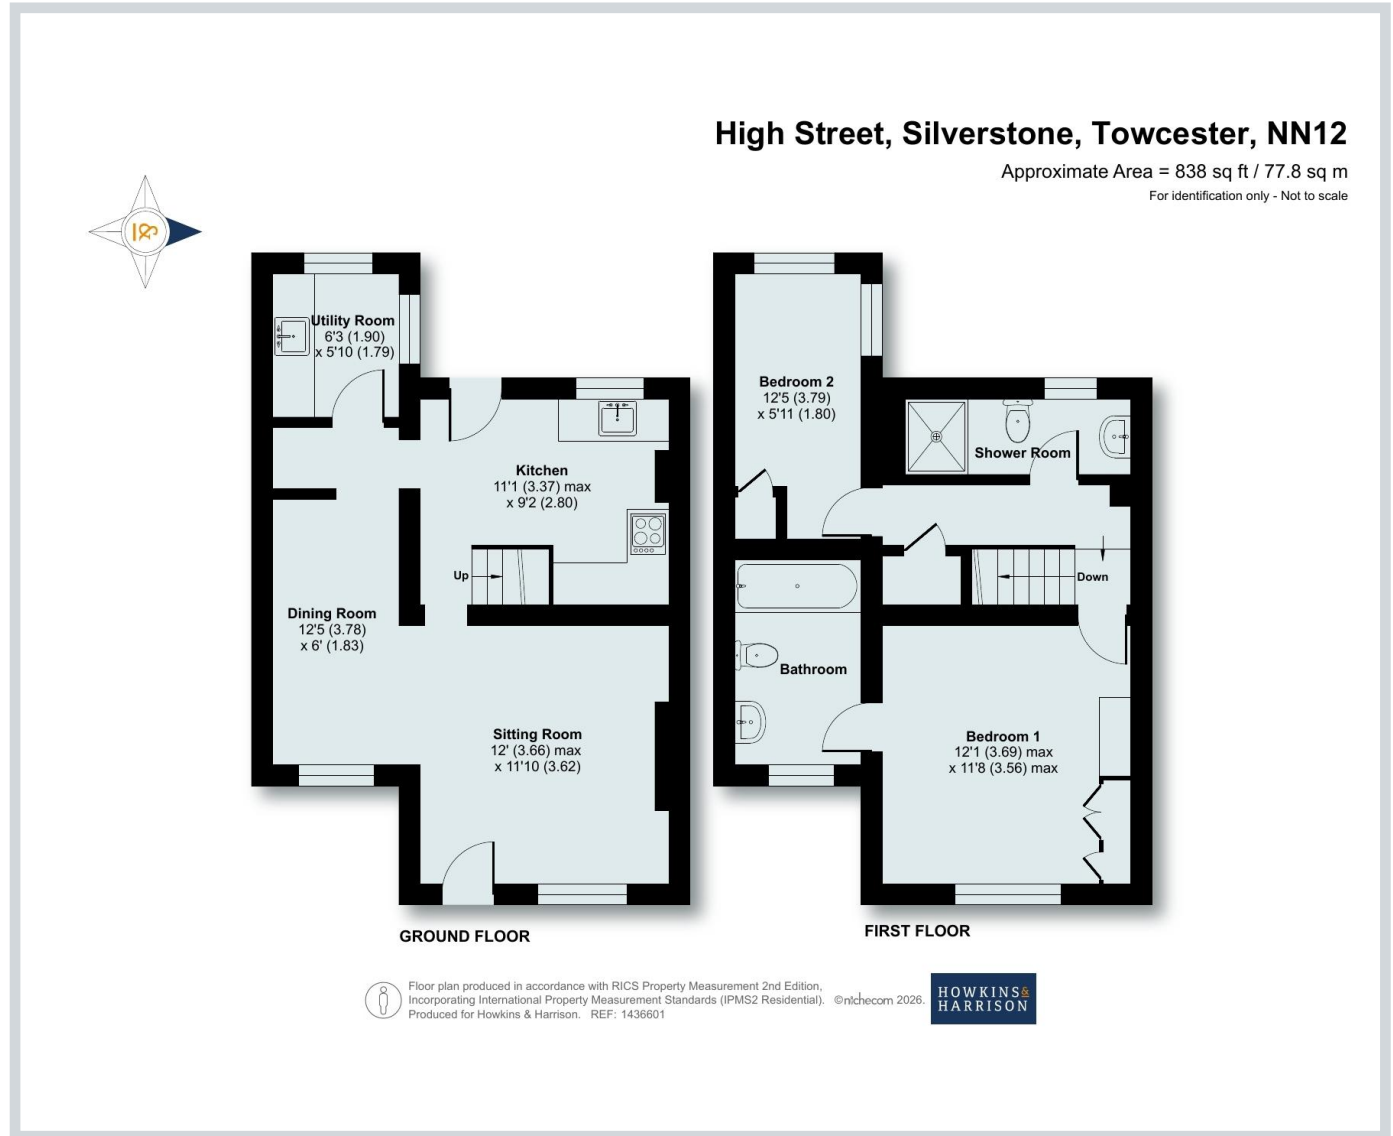 High Street, Silverstone, Towcester, NN12
Approximate Area = 838 sq ft / 77.8 sq m
For identification only - Not to scale
Utility Room
6'3 (1.90)
x 5'10 (1.79)
Kitchen
11'1 (3.37) max
x 9'2 (2.80)
Up
Dining Room
12'5 (3.78)
x 6' (1.83)
Sitting Room
12' (3.66) max
x 11'10 (3.62)
GROUND FLOOR
Bedroom 2
12'5 (3.79)
x 5'11 (1.80)
Shower Room
Down
Bathroom
Bedroom 1
12'1 (3.69) max
x 11'8 (3.56) max
FIRST FLOOR
Floor plan produced in accordance with RICS Property Measurement 2nd Edition,
Incorporating International Property Measurement Standards (IPMS2 Residential). ©nichecom 2026.
Produced for Howkins & Harrison. REF: 1436601
HOWKINS&
HARRISON